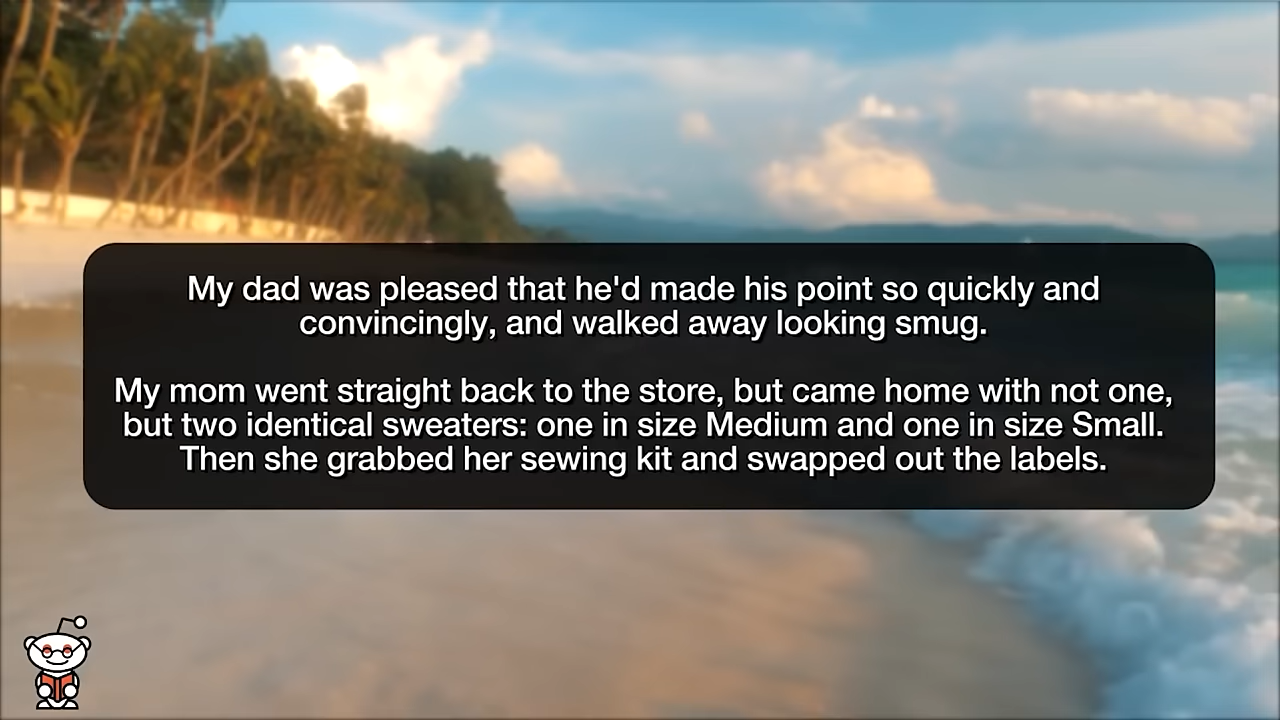 My dad was pleased that he'd made his point so quickly and
convincingly, and walked away looking smug.
My mom went straight back to the store, but came home with not one,
but two identical sweaters: one in size Medium and one in size Small.
Then she grabbed her sewing kit and swapped out the labels.